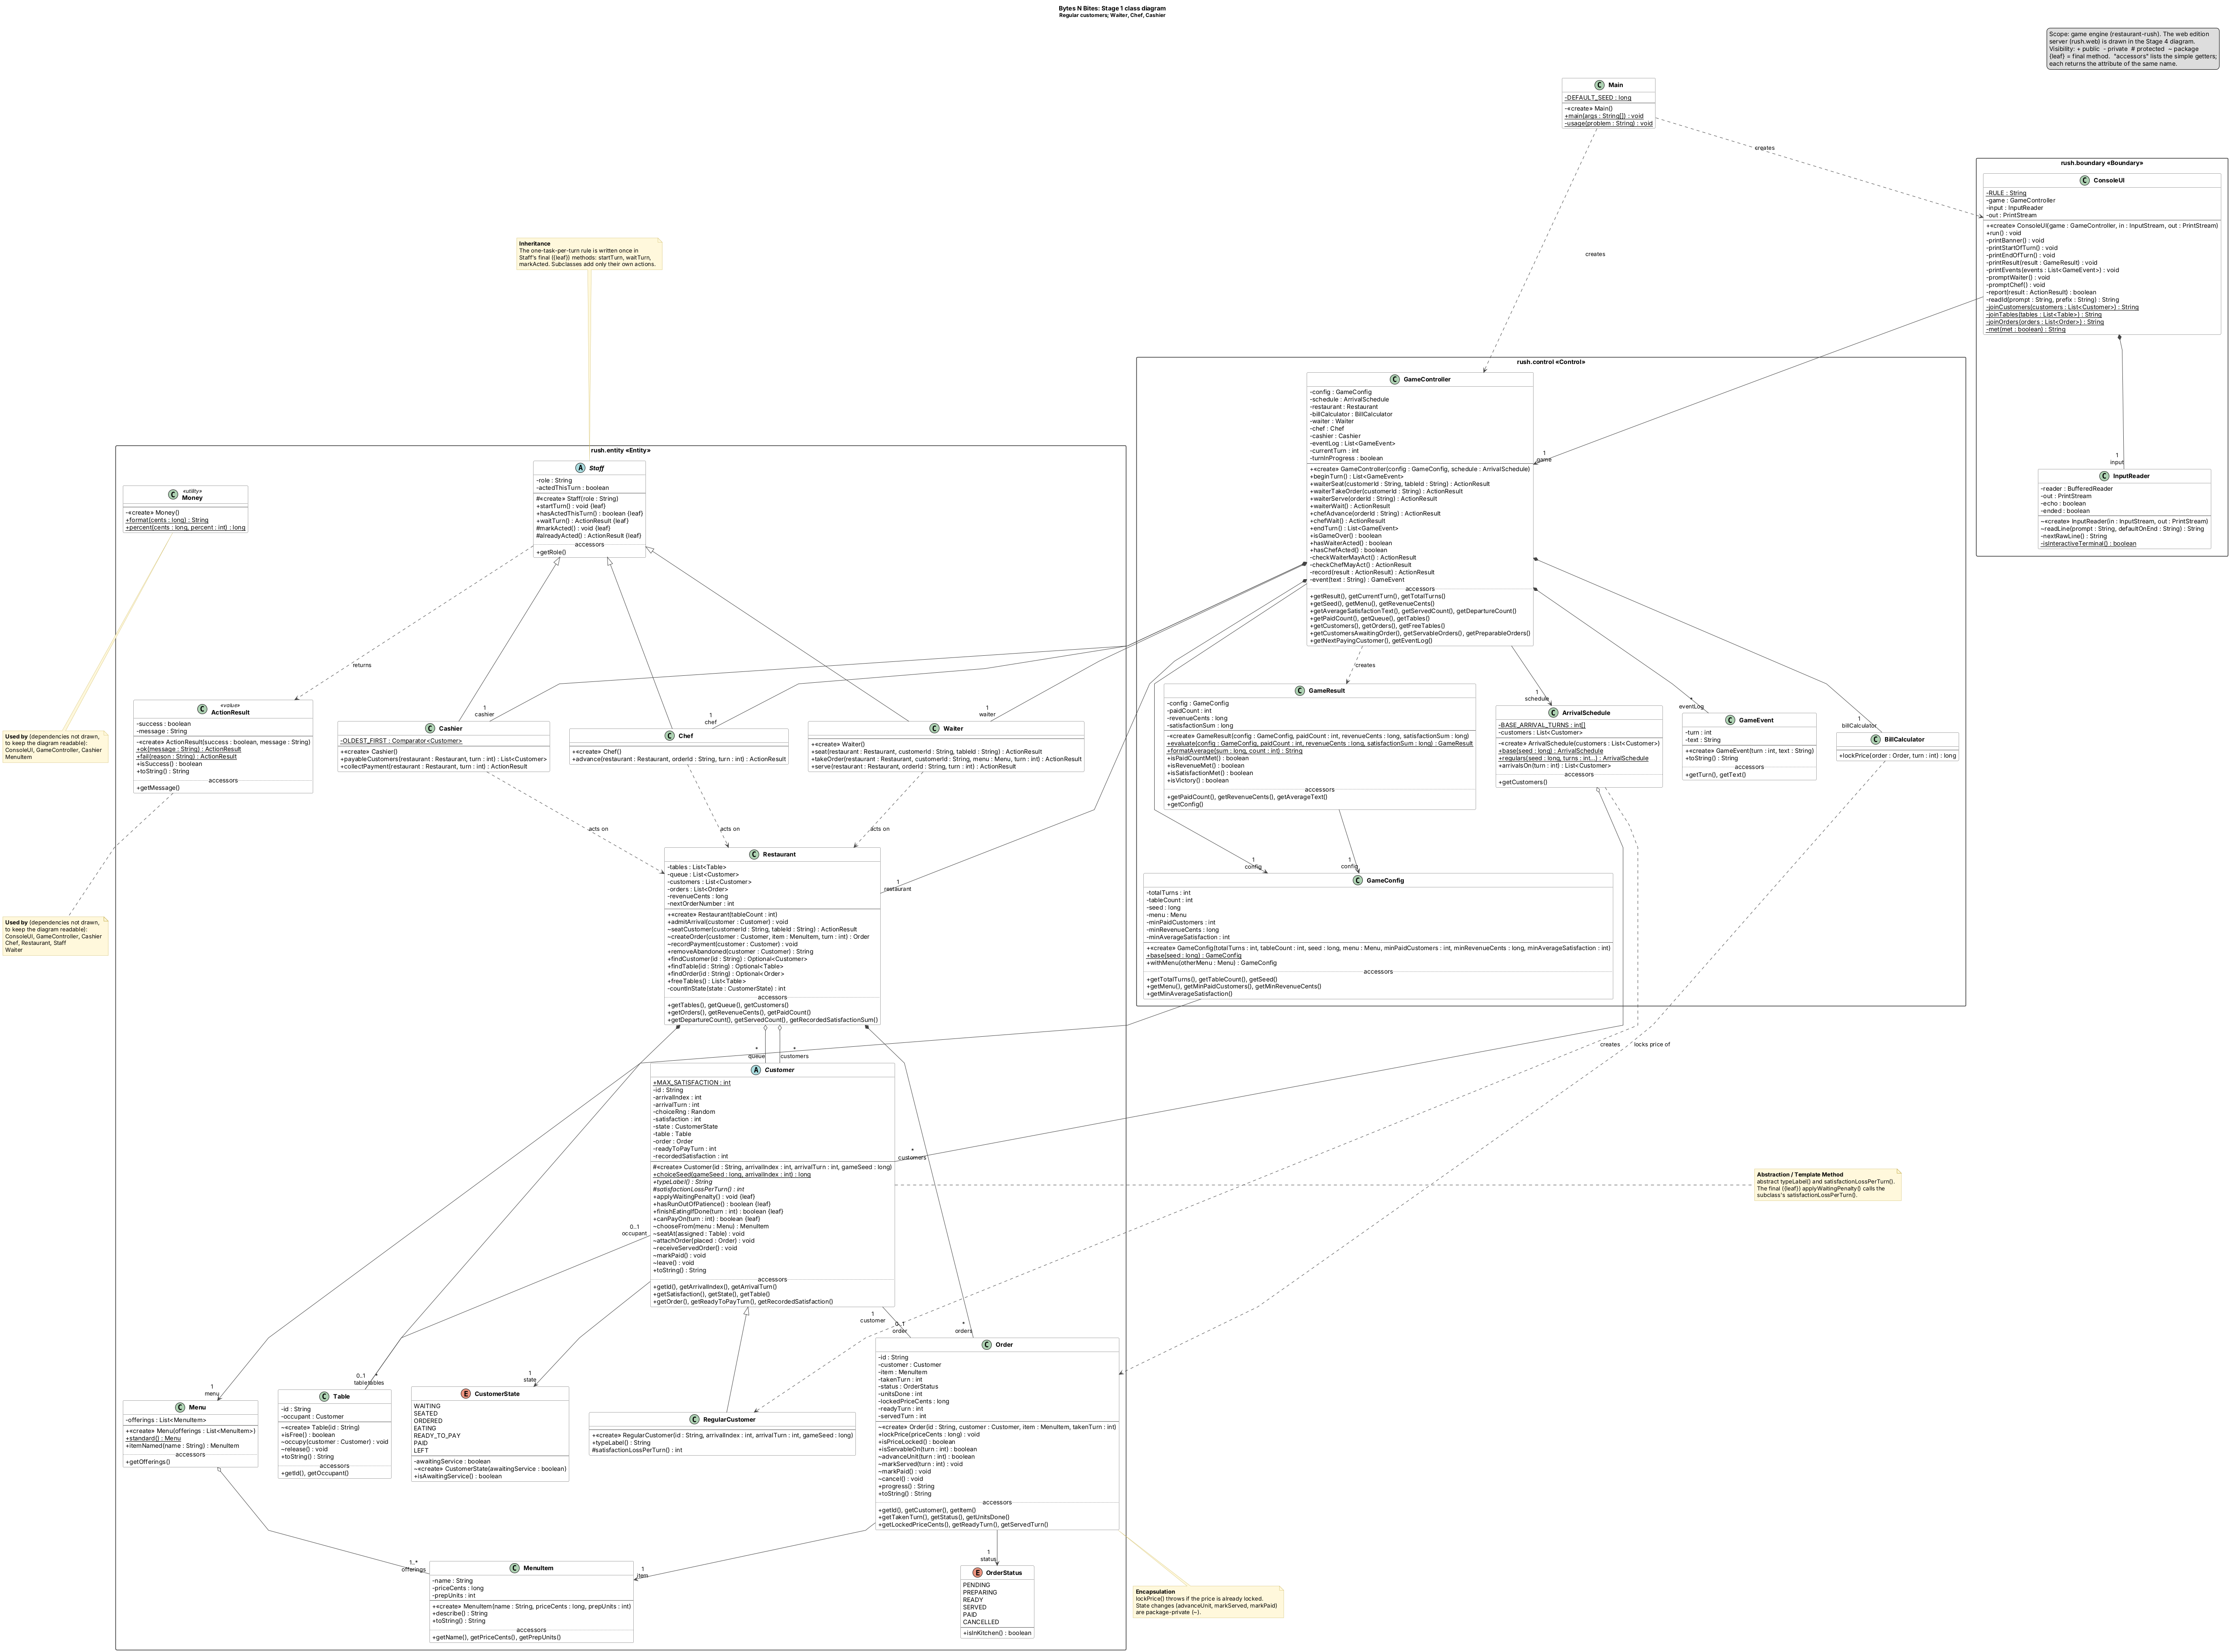 Bytes N Bites: Stage 1 class diagram
Regular customers; Waiter, Chef, Cashier
Scope: game engine (restaurant-rush). The web edition
server (rush.web) is drawn in the Stage 4 diagram.
Visibility: + public - private # protected ~ package
{leaf} = final method. "accessors" lists the simple getters;
each returns the attribute of the same name.
C Main
-DEFAULT_SEED : long
-«create» Main()
+main(args : String[]) : void
-usage(problem : String) : void
creates
creates
rush.boundary «Boundary»
C ConsoleUI
-RULE : String
-game : GameController
-input : InputReader
-out : PrintStream
+«create» ConsoleUI(game : GameController, in : InputStream, out : PrintStream)
+run() : void
-printBanner() : void
-printStartOfTurn() : void
-printEndOfTurn() : void
-printResult(result : GameResult) : void
-printEvents(events : List<GameEvent>) : void
-promptWaiter() : void
-promptChef() : void
-report(result : ActionResult) : boolean
-readId(prompt : String, prefix : String) : String
-joinCustomers(customers : List<Customer>) : String
-joinTables(tables : List<Table>) : String
-joinOrders(orders : List<Order>) : String
-met(met : boolean) : String
1
input
C InputReader
-reader : BufferedReader
-out : PrintStream
-echo : boolean
-ended : boolean
~«create» InputReader(in : InputStream, out : PrintStream)
~readLine(prompt : String, defaultOnEnd : String) : String
-nextRawLine() : String
-isInteractiveTerminal() : boolean
Inheritance
The one-task-per-turn rule is written once in
Staff's final ({leaf}) methods: startTurn, waitTurn,
markActed. Subclasses add only their own actions.
rush.control «Control»
C GameController
-config : GameConfig
-schedule : ArrivalSchedule
-restaurant : Restaurant
-billCalculator : BillCalculator
-waiter : Waiter
-chef : Chef
-cashier : Cashier
-eventLog : List<GameEvent>
-currentTurn : int
-turnInProgress : boolean
+«create» GameController(config : GameConfig, schedule : ArrivalSchedule)
+beginTurn() : List<GameEvent>
+waiterSeat(customerId : String, tableId : String) : ActionResult
+waiterTakeOrder(customerId : String) : ActionResult
+waiterServe(orderId : String) : ActionResult
+waiterWait() : ActionResult
+chefAdvance(orderId : String) : ActionResult
+chefWait() : ActionResult
+endTurn() : List<GameEvent>
+isGameOver() : boolean
+hasWaiterActed() : boolean
+hasChefActed() : boolean
-checkWaiterMayAct() : ActionResult
-checkChefMayAct() : ActionResult
-record(result : ActionResult) : ActionResult
-event(text : String) : GameEvent
accessors
+getResult(), getCurrentTurn(), getTotalTurns()
+getSeed(), getMenu(), getRevenueCents()
+getAverageSatisfactionText(), getServedCount(), getDepartureCount()
+getPaidCount(), getQueue(), getTables()
+getCustomers(), getOrders(), getFreeTables()
+getCustomersAwaitingOrder(), getServableOrders(), getPreparableOrders()
+getNextPayingCustomer(), getEventLog()
1
game
creates
1
schedule
*
eventLog
1
billCalculator
C GameResult
-config : GameConfig
-paidCount : int
-revenueCents : long
-satisfactionSum : long
-«create» GameResult(config : GameConfig, paidCount : int, revenueCents : long, satisfactionSum : long)
+evaluate(config : GameConfig, paidCount : int, revenueCents : long, satisfactionSum : long) : GameResult
+formatAverage(sum : long, count : int) : String
+isPaidCountMet() : boolean
+isRevenueMet() : boolean
+isSatisfactionMet() : boolean
+isVictory() : boolean
accessors
+getPaidCount(), getRevenueCents(), getAverageText()
+getConfig()
C ArrivalSchedule
-BASE_ARRIVAL_TURNS : int[]
-customers : List<Customer>
-«create» ArrivalSchedule(customers : List<Customer>)
+base(seed : long) : ArrivalSchedule
+regulars(seed : long, turns : int...) : ArrivalSchedule
+arrivalsOn(turn : int) : List<Customer>
accessors
+getCustomers()
C GameEvent
-turn : int
-text : String
+«create» GameEvent(turn : int, text : String)
+toString() : String
accessors
+getTurn(), getText()
C BillCalculator
+lockPrice(order : Order, turn : int) : long
1
config
1
config
C GameConfig
-totalTurns : int
-tableCount : int
-seed : long
-menu : Menu
-minPaidCustomers : int
-minRevenueCents : long
-minAverageSatisfaction : int
+«create» GameConfig(totalTurns : int, tableCount : int, seed : long, menu : Menu, minPaidCustomers : int, minRevenueCents : long, minAverageSatisfaction : int)
+base(seed : long) : GameConfig
+withMenu(otherMenu : Menu) : GameConfig
accessors
+getTotalTurns(), getTableCount(), getSeed()
+getMenu(), getMinPaidCustomers(), getMinRevenueCents()
+getMinAverageSatisfaction()
rush.entity «Entity»
C «utility»
Money
-«create» Money()
+format(cents : long) : String
+percent(cents : long, percent : int) : long
A Staff
-role : String
-actedThisTurn : boolean
#«create» Staff(role : String)
+startTurn() : void {leaf}
+hasActedThisTurn() : boolean {leaf}
+waitTurn() : ActionResult {leaf}
#markActed() : void {leaf}
#alreadyActed() : ActionResult {leaf}
accessors
+getRole()
returns
C «value»
ActionResult
-success : boolean
-message : String
-«create» ActionResult(success : boolean, message : String)
+ok(message : String) : ActionResult
+fail(reason : String) : ActionResult
+isSuccess() : boolean
+toString() : String
accessors
+getMessage()
1
cashier
C Cashier
-OLDEST_FIRST : Comparator<Customer>
+«create» Cashier()
+payableCustomers(restaurant : Restaurant, turn : int) : List<Customer>
+collectPayment(restaurant : Restaurant, turn : int) : ActionResult
1
chef
C Chef
+«create» Chef()
+advance(restaurant : Restaurant, orderId : String, turn : int) : ActionResult
1
waiter
C Waiter
+«create» Waiter()
+seat(restaurant : Restaurant, customerId : String, tableId : String) : ActionResult
+takeOrder(restaurant : Restaurant, customerId : String, menu : Menu, turn : int) : ActionResult
+serve(restaurant : Restaurant, orderId : String, turn : int) : ActionResult
Used by (dependencies not drawn,
to keep the diagram readable):
ConsoleUI, GameController, Cashier
MenuItem
acts on
acts on
acts on
Used by (dependencies not drawn,
to keep the diagram readable):
ConsoleUI, GameController, Cashier
Chef, Restaurant, Staff
Waiter
1
restaurant
C Restaurant
-tables : List<Table>
-queue : List<Customer>
-customers : List<Customer>
-orders : List<Order>
-revenueCents : long
-nextOrderNumber : int
+«create» Restaurant(tableCount : int)
+admitArrival(customer : Customer) : void
~seatCustomer(customerId : String, tableId : String) : ActionResult
~createOrder(customer : Customer, item : MenuItem, turn : int) : Order
~recordPayment(customer : Customer) : void
+removeAbandoned(customer : Customer) : String
+findCustomer(id : String) : Optional<Customer>
+findTable(id : String) : Optional<Table>
+findOrder(id : String) : Optional<Order>
+freeTables() : List<Table>
-countInState(state : CustomerState) : int
accessors
+getTables(), getQueue(), getCustomers()
+getOrders(), getRevenueCents(), getPaidCount()
+getDepartureCount(), getServedCount(), getRecordedSatisfactionSum()
*
queue
*
customers
creates
locks price of
A Customer
+MAX_SATISFACTION : int
-id : String
-arrivalIndex : int
-arrivalTurn : int
-choiceRng : Random
-satisfaction : int
-state : CustomerState
-table : Table
-order : Order
-readyToPayTurn : int
-recordedSatisfaction : int
#«create» Customer(id : String, arrivalIndex : int, arrivalTurn : int, gameSeed : long)
+choiceSeed(gameSeed : long, arrivalIndex : int) : long
+typeLabel() : String
#satisfactionLossPerTurn() : int
+applyWaitingPenalty() : void {leaf}
+hasRunOutOfPatience() : boolean {leaf}
+finishEatingIfDone(turn : int) : boolean {leaf}
+canPayOn(turn : int) : boolean {leaf}
~chooseFrom(menu : Menu) : MenuItem
~seatAt(assigned : Table) : void
~attachOrder(placed : Order) : void
~receiveServedOrder() : void
~markPaid() : void
~leave() : void
+toString() : String
accessors
+getId(), getArrivalIndex(), getArrivalTurn()
+getSatisfaction(), getState(), getTable()
+getOrder(), getReadyToPayTurn(), getRecordedSatisfaction()
*
customers
Abstraction / Template Method
abstract typeLabel() and satisfactionLossPerTurn().
The final ({leaf}) applyWaitingPenalty() calls the
subclass's satisfactionLossPerTurn().
0..1
occupant
1
customer
0..1
order
*
orders
1
menu
C Menu
-offerings : List<MenuItem>
+«create» Menu(offerings : List<MenuItem>)
+standard() : Menu
+itemNamed(name : String) : MenuItem
accessors
+getOfferings()
0..1
table
*
tables
C Table
-id : String
-occupant : Customer
~«create» Table(id : String)
+isFree() : boolean
~occupy(customer : Customer) : void
~release() : void
+toString() : String
accessors
+getId(), getOccupant()
1
state
E CustomerState
WAITING
SEATED
ORDERED
EATING
READY_TO_PAY
PAID
LEFT
-awaitingService : boolean
~«create» CustomerState(awaitingService : boolean)
+isAwaitingService() : boolean
C RegularCustomer
+«create» RegularCustomer(id : String, arrivalIndex : int, arrivalTurn : int, gameSeed : long)
+typeLabel() : String
#satisfactionLossPerTurn() : int
C Order
-id : String
-customer : Customer
-item : MenuItem
-takenTurn : int
-status : OrderStatus
-unitsDone : int
-lockedPriceCents : long
-readyTurn : int
-servedTurn : int
~«create» Order(id : String, customer : Customer, item : MenuItem, takenTurn : int)
+lockPrice(priceCents : long) : void
+isPriceLocked() : boolean
+isServableOn(turn : int) : boolean
~advanceUnit(turn : int) : boolean
~markServed(turn : int) : void
~markPaid() : void
~cancel() : void
+progress() : String
+toString() : String
accessors
+getId(), getCustomer(), getItem()
+getTakenTurn(), getStatus(), getUnitsDone()
+getLockedPriceCents(), getReadyTurn(), getServedTurn()
1..*
offerings
1
item
1
status
C MenuItem
-name : String
-priceCents : long
-prepUnits : int
+«create» MenuItem(name : String, priceCents : long, prepUnits : int)
+describe() : String
+toString() : String
accessors
+getName(), getPriceCents(), getPrepUnits()
E OrderStatus
PENDING
PREPARING
READY
SERVED
PAID
CANCELLED
+isInKitchen() : boolean
Encapsulation
lockPrice() throws if the price is already locked.
State changes (advanceUnit, markServed, markPaid)
are package-private (~).